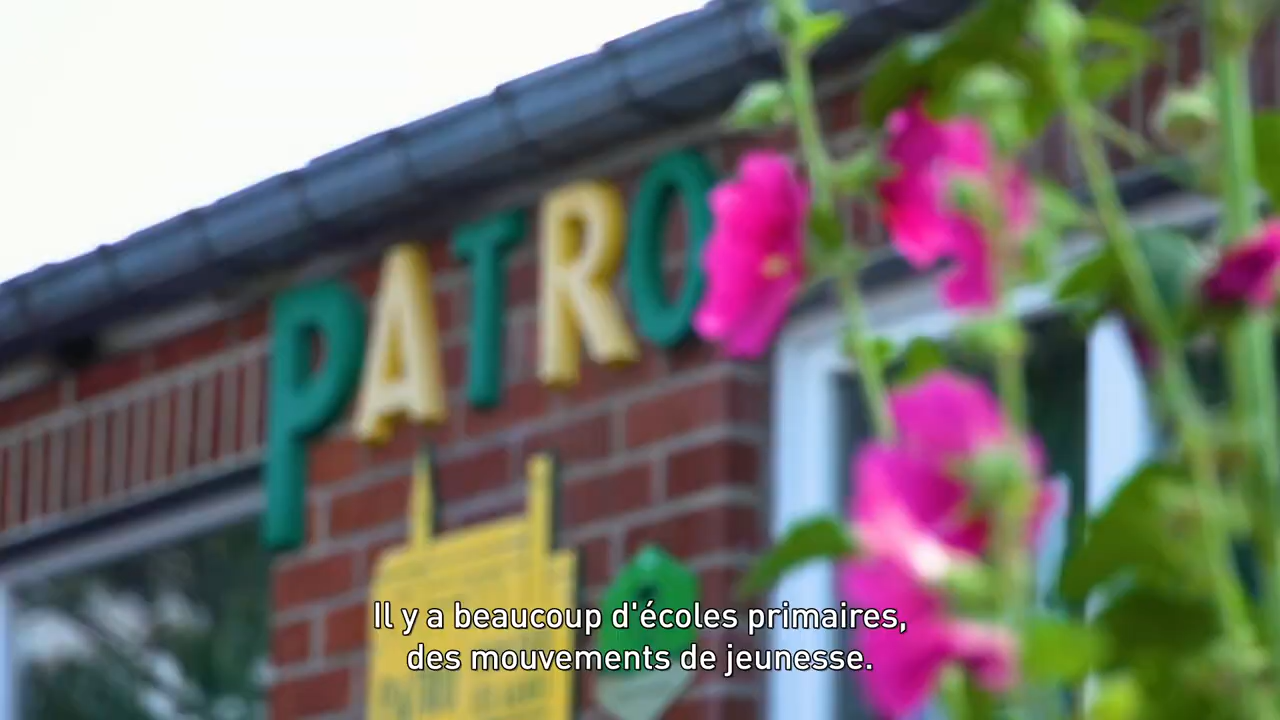 PATRO
Il y a beaucoup d'écoles primaires,
des mouvements de jeunesse.